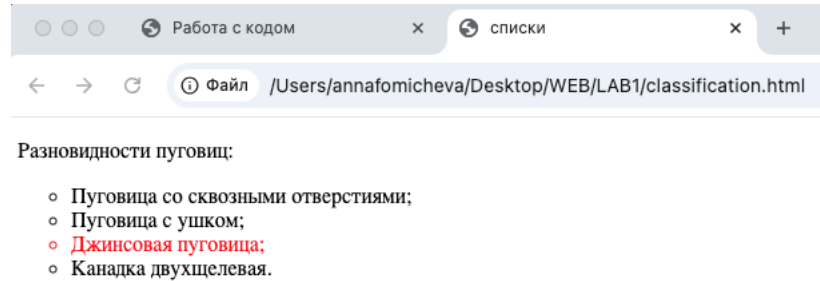 Работа с кодом
списки
Файл /Users/annafomicheva/Desktop/WEB/LAB1/classification.html
Разновидности пуговиц:
Пуговица со сквозными отверстиями;
Пуговица с ушком;
Джинсовая пуговица;
Канадка двухщелевая.